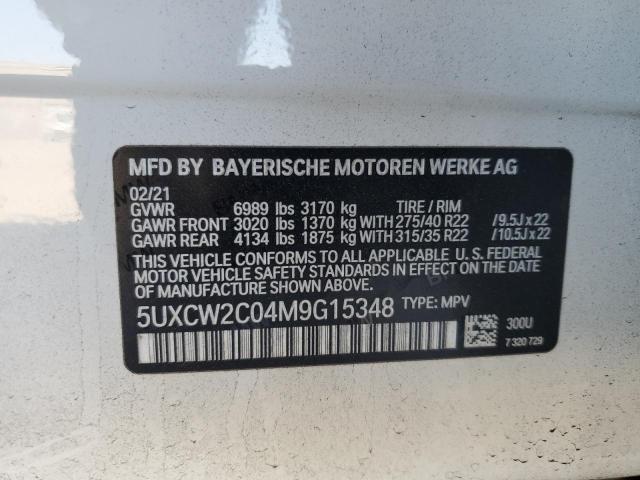 MFD BY BAYERISCHE MOTOREN WERKE AG
02/21
GVWR 6989 lbs 3170 kg TIRE / RIM
GAWR FRONT 3020 lbs 1370 kg WITH 275/40 R22 /9.5J x 22
GAWR REAR 4134 lbs 1875 kg WITH 315/35 R22 /10.5J x 22
THIS VEHICLE CONFORMS TO ALL APPLICABLE U. S. FEDERAL
MOTOR VEHICLE SAFETY STANDARDS IN EFFECT ON THE
DATE OF MANUFACTURE SHOWN ABOVE.
5UXCW2C04M9G15348 TYPE: MPV
300U
7 320 729